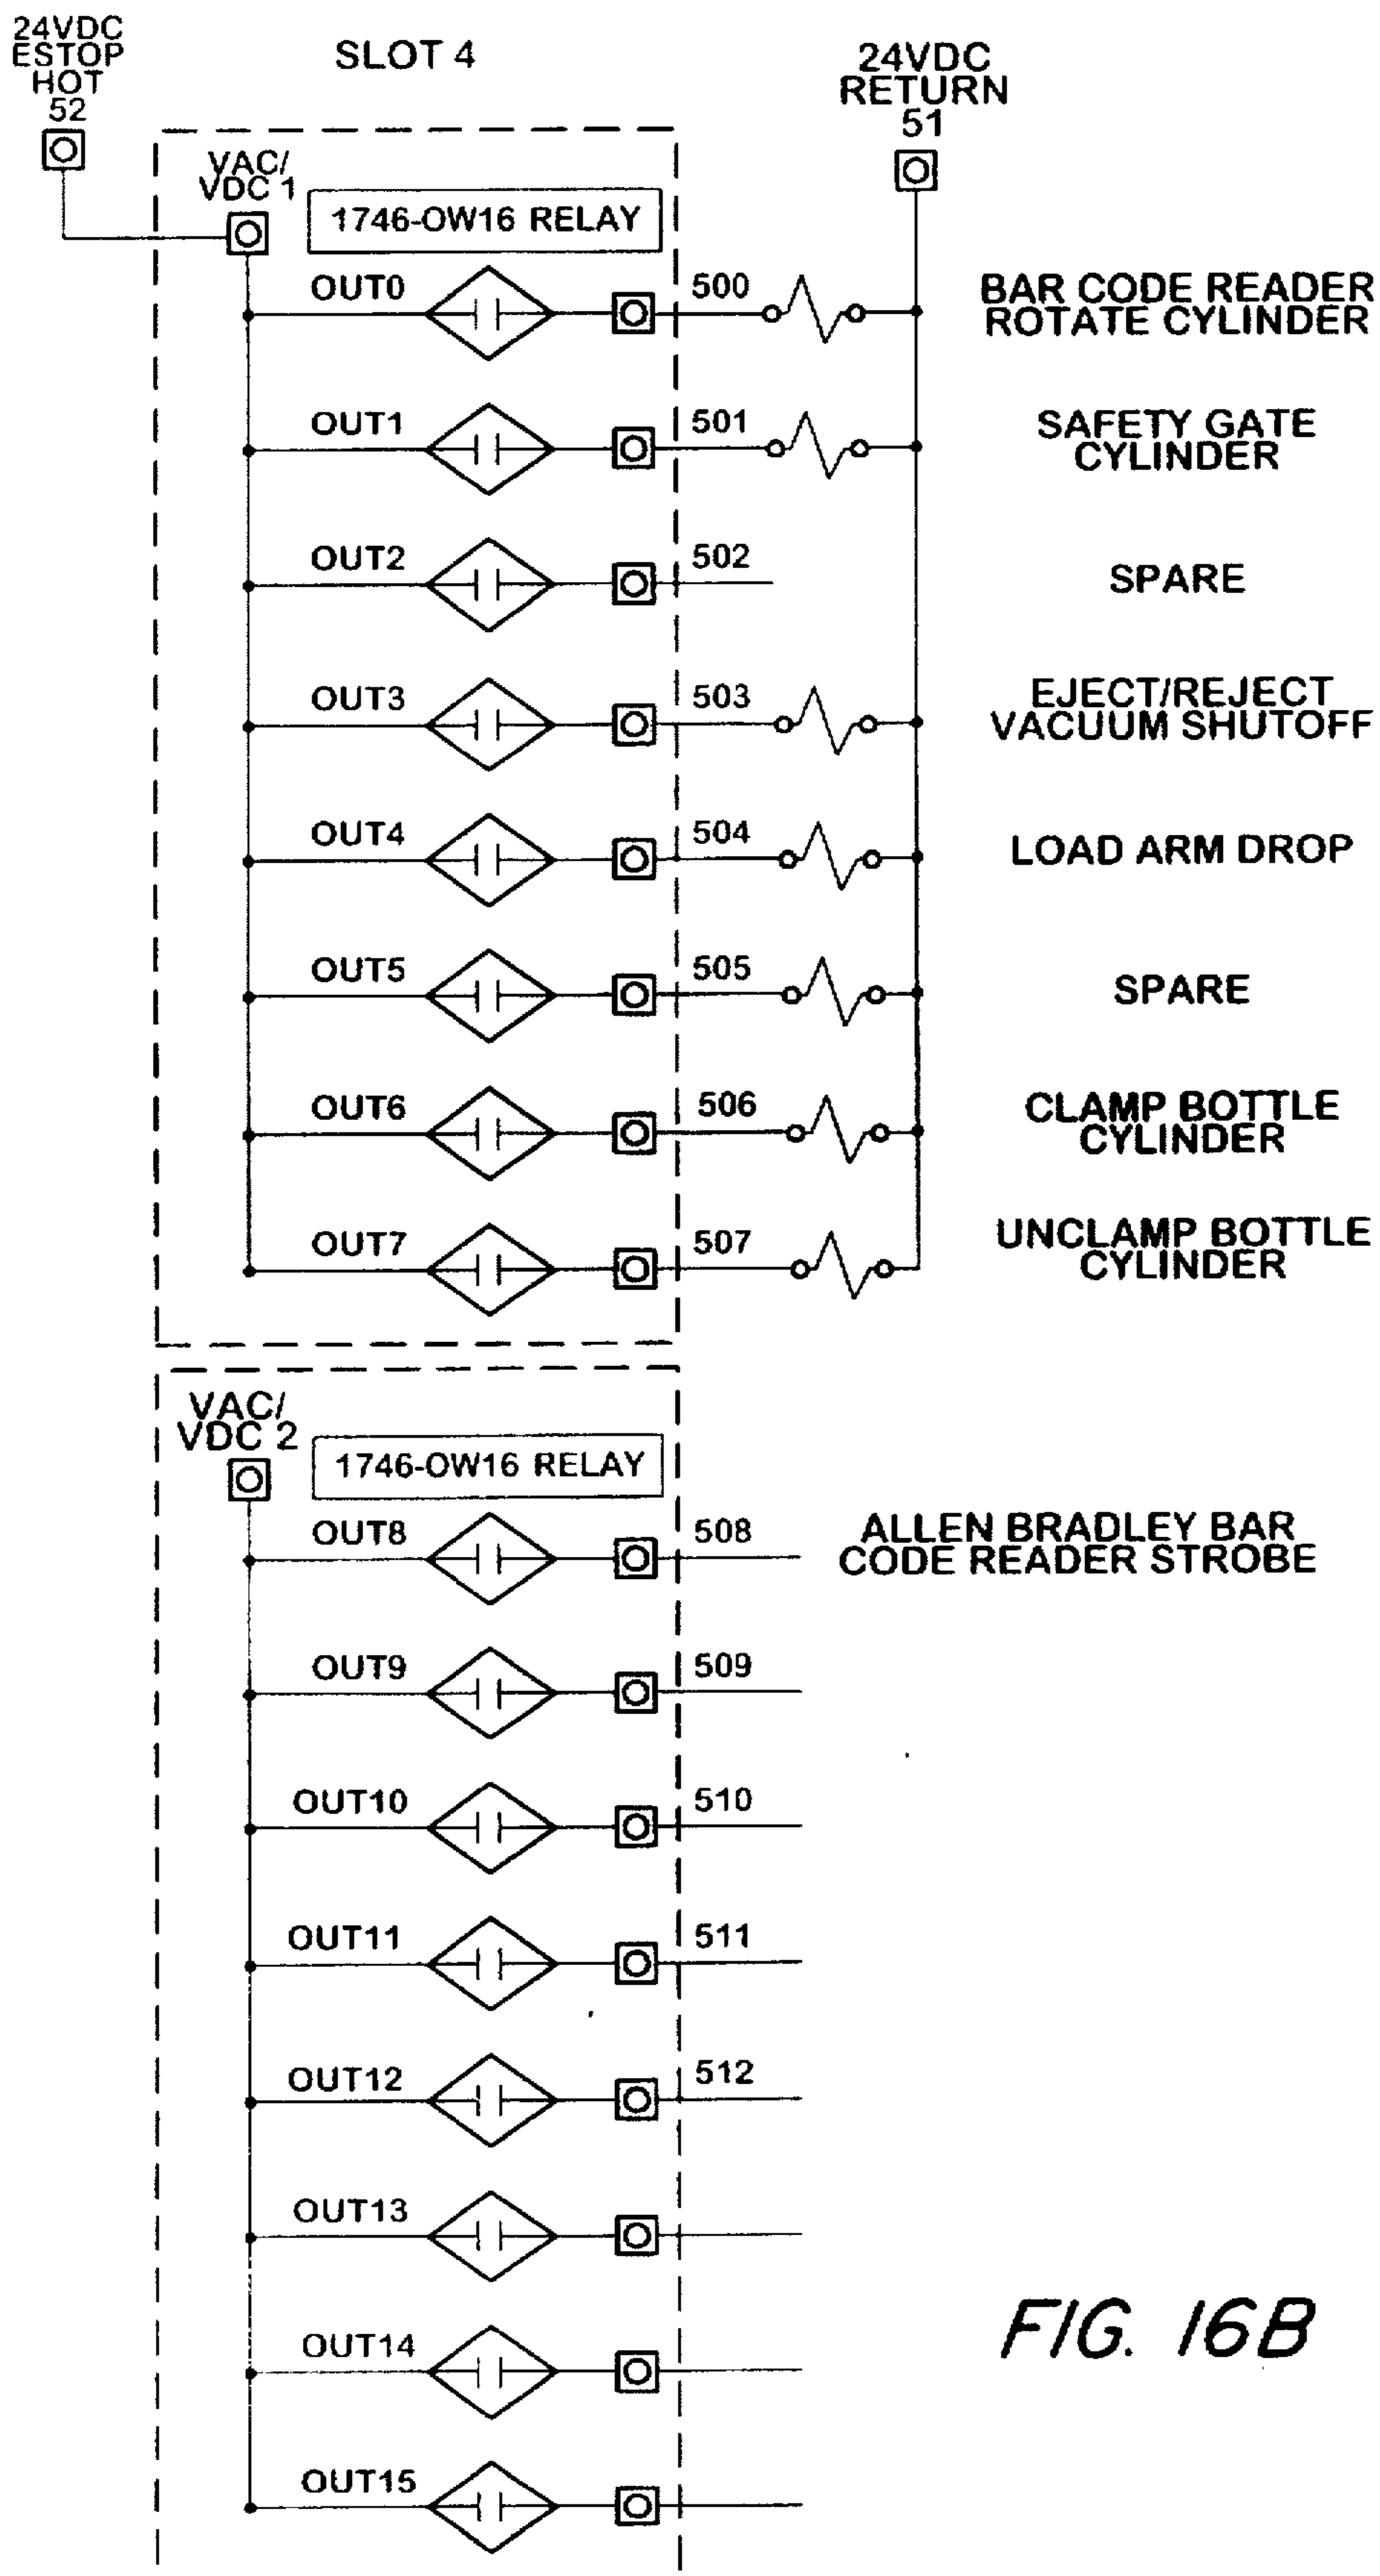 24VDC
ESTOP
HOT
52
SLOT 4
24VDC
RETURN
51
VAC/
VDC 1
1746-OW16 RELAY
OUT0
500
BAR CODE READER
ROTATE CYLINDER
OUT1
501
SAFETY GATE
CYLINDER
OUT2
502
SPARE
OUT3
503
EJECT/REJECT
VACUUM SHUTOFF
OUT4
504
LOAD ARM DROP
OUT5
505
SPARE
OUT6
506
CLAMP BOTTLE
CYLINDER
OUT7
507
UNCLAMP BOTTLE
CYLINDER
VAC/
VDC 2
1746-OW16 RELAY
OUT8
508
ALLEN BRADLEY BAR
CODE READER STROBE
OUT9
509
OUT10
510
OUT11
511
OUT12
512
OUT13
OUT14
OUT15
FIG. 16B